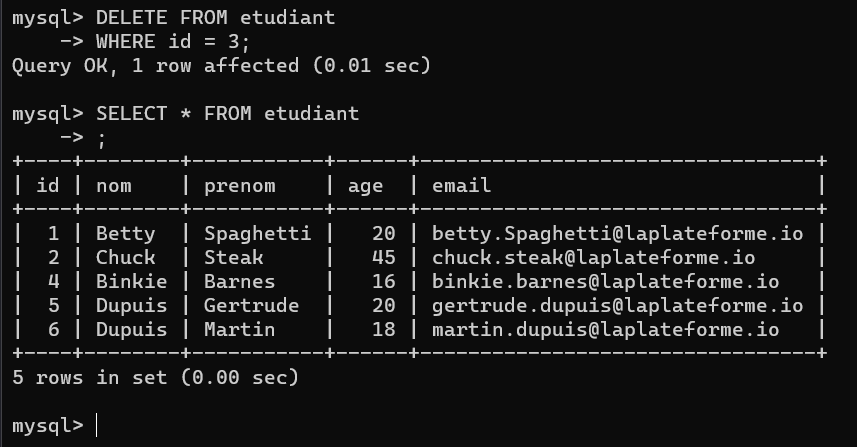 mysql> DELETE FROM etudiant
    -> WHERE id = 3;
Query OK, 1 row affected (0.01 sec)

mysql> SELECT * FROM etudiant
    -> ;
+----+--------+-----------+------+---------------------------------+
| id | nom    | prenom    | age  | email                           |
+----+--------+-----------+------+---------------------------------+
|  1 | Betty  | Spaghetti |   20 | betty.Spaghetti@laplateforme.io |
|  2 | Chuck  | Steak     |   45 | chuck.steak@laplateforme.io     |
|  4 | Binkie | Barnes    |   16 | binkie.barnes@laplateforme.io   |
|  5 | Dupuis | Gertrude  |   20 | gertrude.dupuis@laplateforme.io |
|  6 | Dupuis | Martin    |   18 | martin.dupuis@laplateforme.io   |
+----+--------+-----------+------+---------------------------------+
5 rows in set (0.00 sec)

mysql>